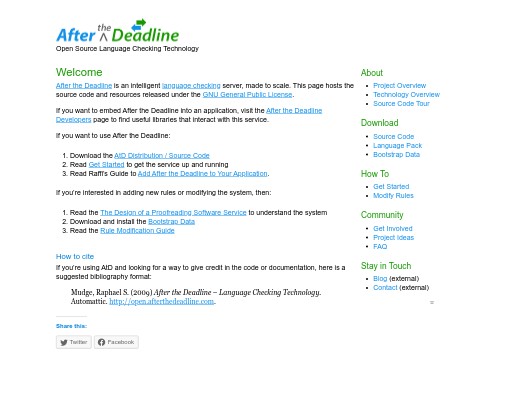 After the Deadline
Open Source Language Checking Technology
Welcome
After the Deadline is an intelligent language checking server, made to scale. This page hosts the
source code and resources released under the GNU General Public License.
If you want to embed After the Deadline into an application, visit the After the Deadline
Developers page to find useful libraries that interact with this service.
If you want to use After the Deadline:
1. Download the AtD Distribution / Source Code
2. Read Get Started to get the service up and running
3. Read Raffi's Guide to Add After the Deadline to Your Application.
If you're interested in adding new rules or modifying the system, then:
1. Read the The Design of a Proofreading Software Service to understand the system
2. Download and install the Bootstrap Data
3. Read the Rule Modification Guide
How to cite
If you're using AtD and looking for a way to give credit in the code or documentation, here is a
suggested bibliography format:
Mudge, Raphael S. (2009) After the Deadline – Language Checking Technology.
Automattic. http://open.afterthedeadline.com.
Share this:
Twitter
Facebook
About
• Project Overview
• Technology Overview
• Source Code Tour
Download
• Source Code
• Language Pack
• Bootstrap Data
How To
• Get Started
• Modify Rules
Community
• Get Involved
• Project Ideas
• FAQ
Stay in Touch
• Blog (external)
• Contact (external)